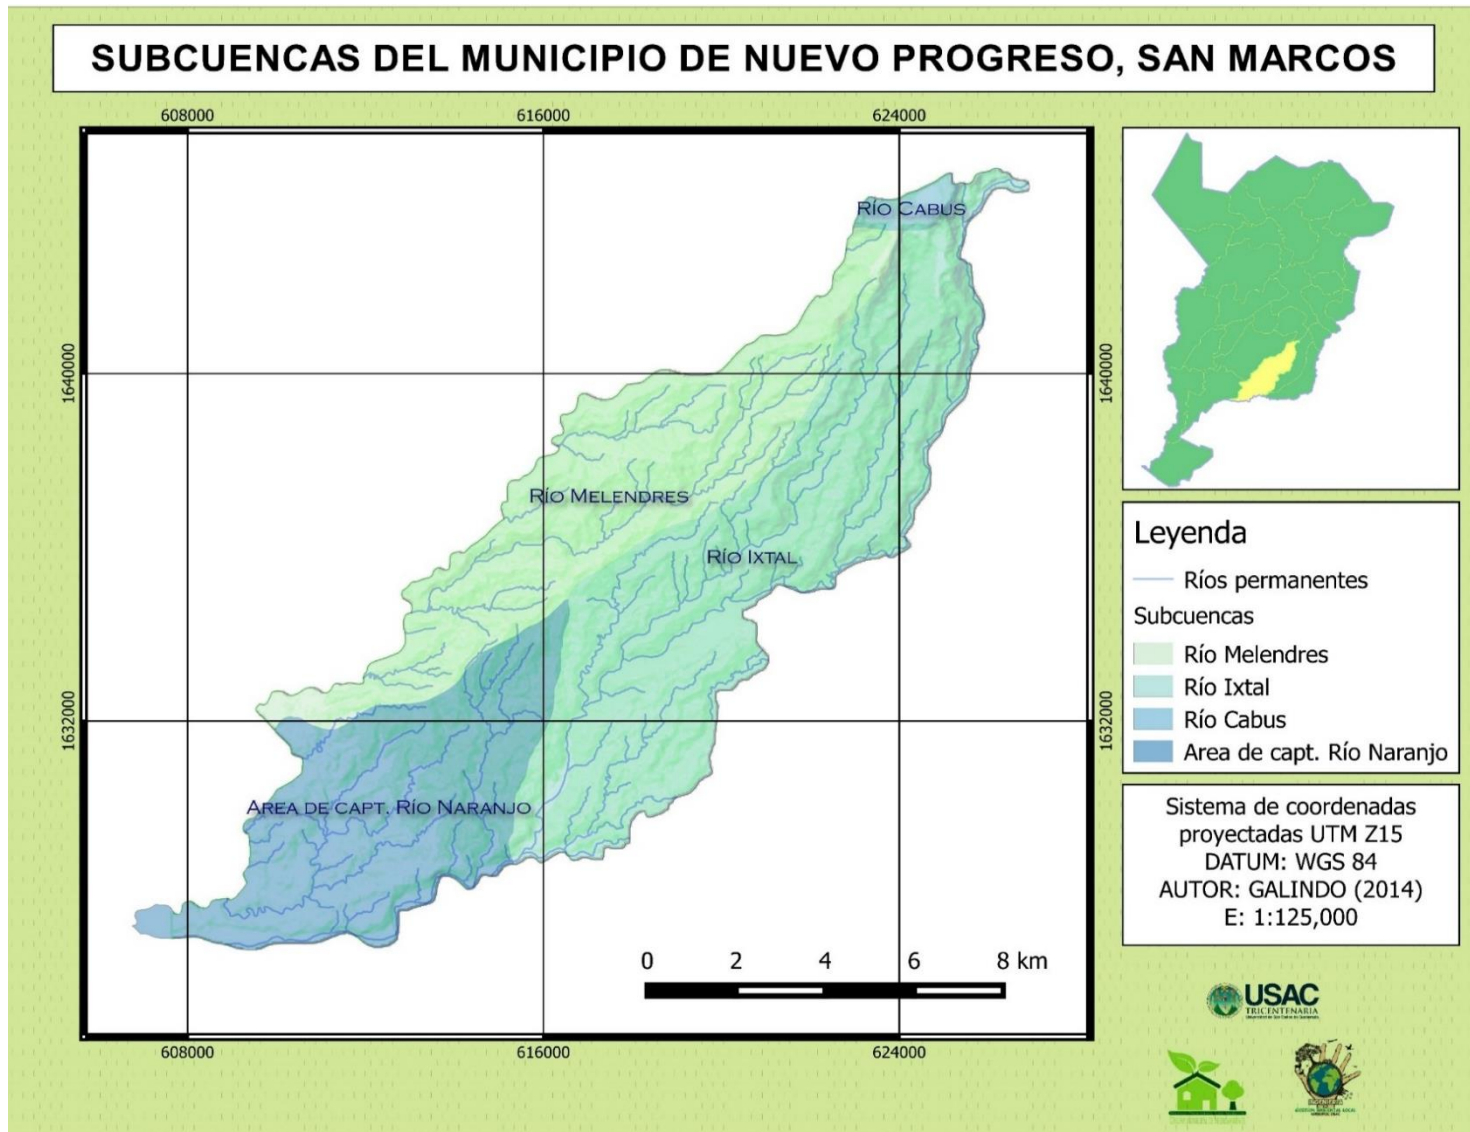 SUBCUENCAS DEL MUNICIPIO DE NUEVO PROGRESO, SAN MARCOS
608000
616000
624000
1640000
1640000
1632000
1632000
Río Cabus
Río Melendres
Río Ixtal
Area de capt. Río Naranjo
0 2 4 6 8 km
608000
616000
624000
Leyenda
Ríos permanentes
Subcuencas
Río Melendres
Río Ixtal
Río Cabus
Area de capt. Río Naranjo
Sistema de coordenadas
proyectadas UTM Z15
DATUM: WGS 84
AUTOR: GALINDO (2014)
E: 1:125,000
USAC
TRICENTENARIA